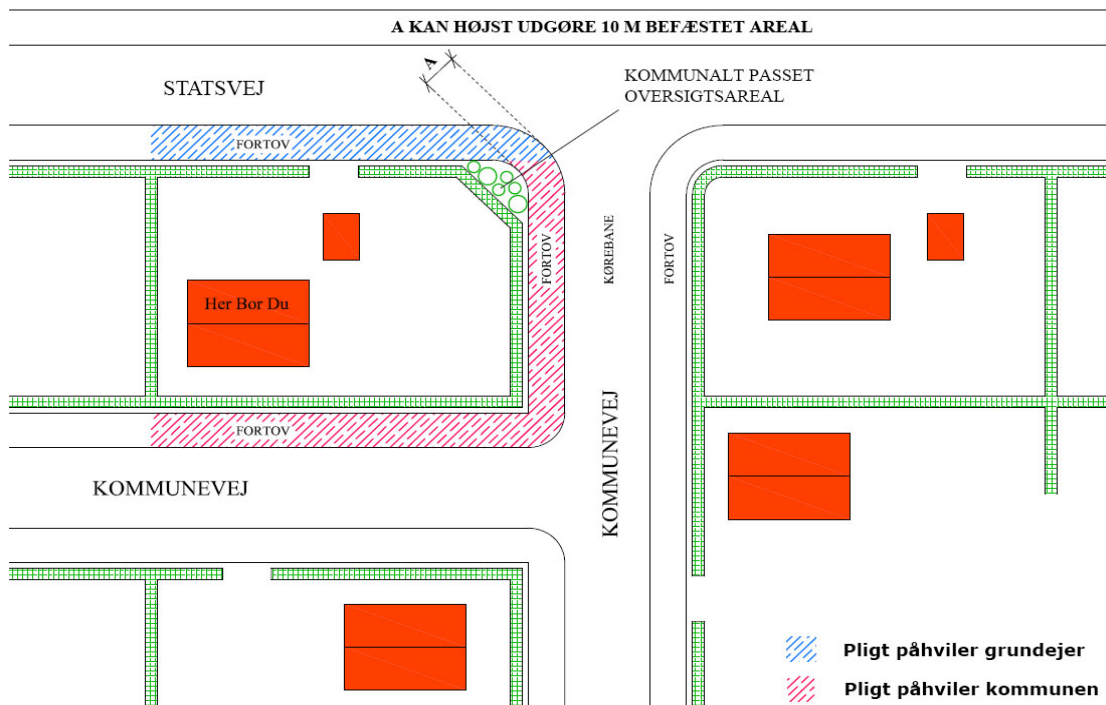 A KAN HØJST UDGØRE 10 M BEFÆSTET AREAL
A
KOMMUNALT PASSET
OVERSIGTSAREAL
STATSVEJ
FORTOV
FORTOV
KØREBANE
FORTOV
Her Bor Du
FORTOV
KOMMUNEVEJ
KOMMUNEVEJ
Pligt påhviler grundejer
Pligt påhviler kommunen